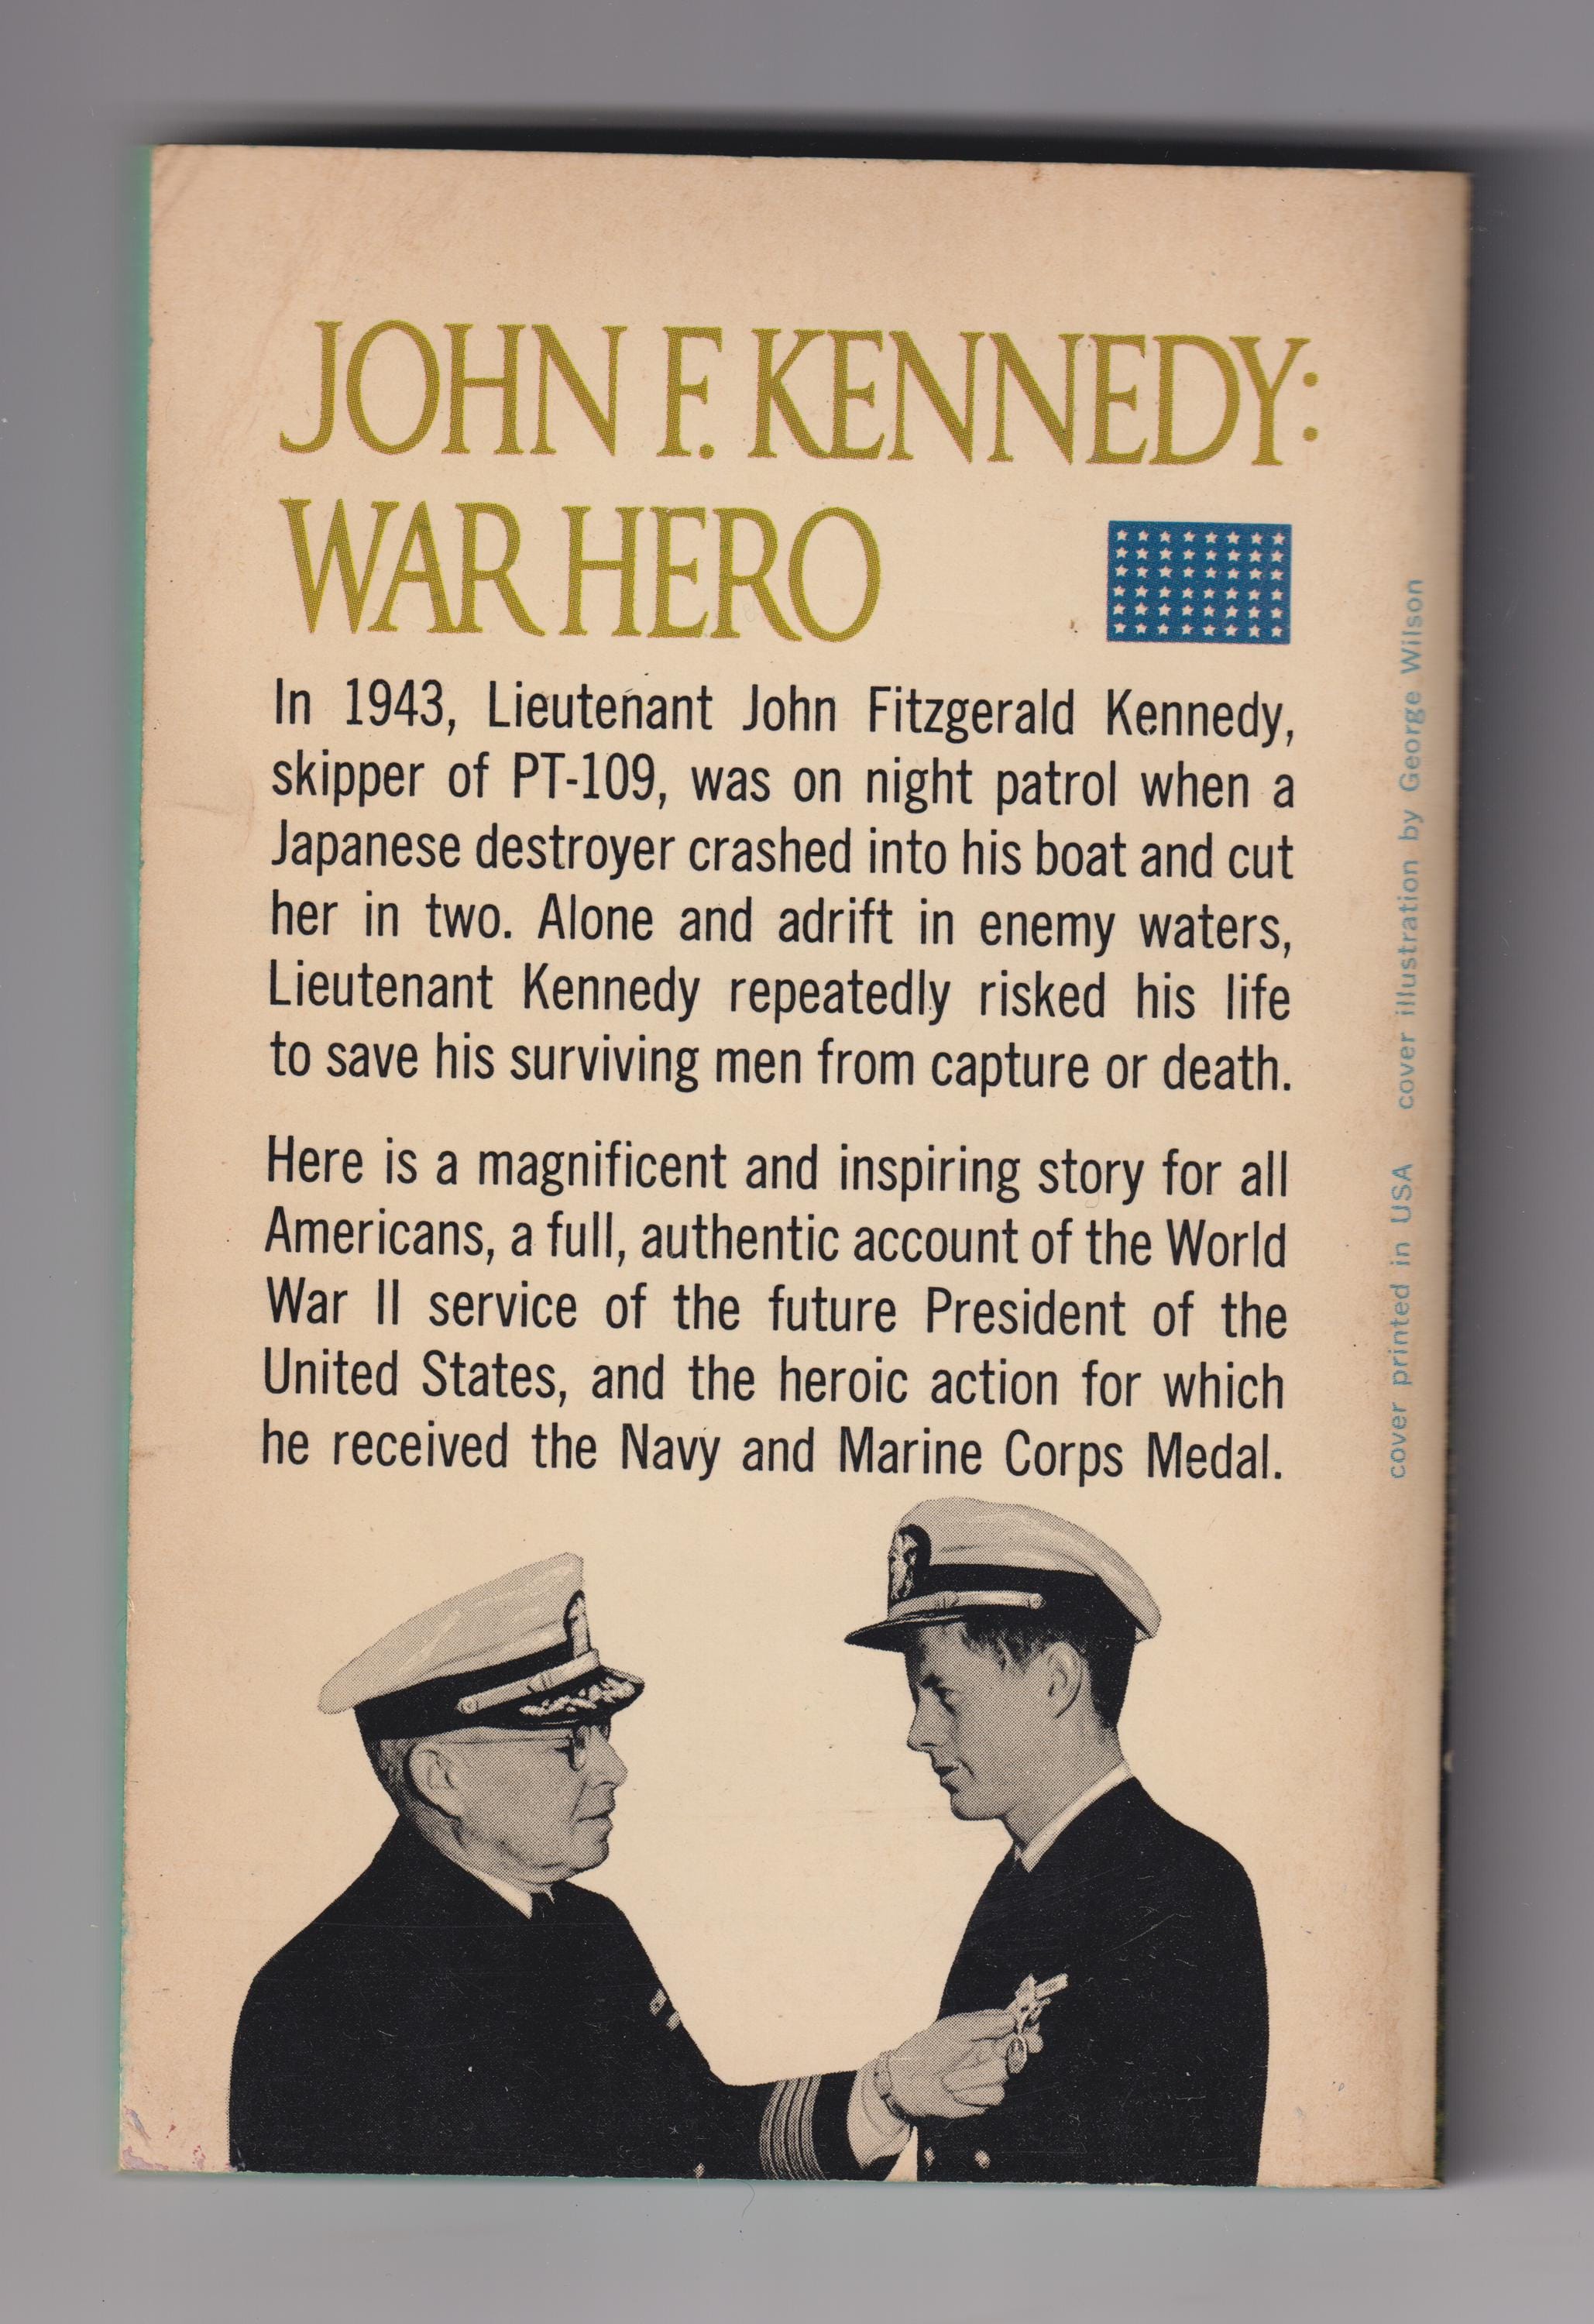 JOHN F. KENNEDY:
WAR HERO
In 1943, Lieutenant John Fitzgerald Kennedy,
skipper of PT-109, was on night patrol when a
Japanese destroyer crashed into his boat and cut
her in two. Alone and adrift in enemy waters,
Lieutenant Kennedy repeatedly risked his life
to save his surviving men from capture or death.
Here is a magnificent and inspiring story for all
Americans, a full, authentic account of the World
War II service of the future President of the
United States, and the heroic action for which
he received the Navy and Marine Corps Medal.
cover printed in USA cover illustration by George Wilson